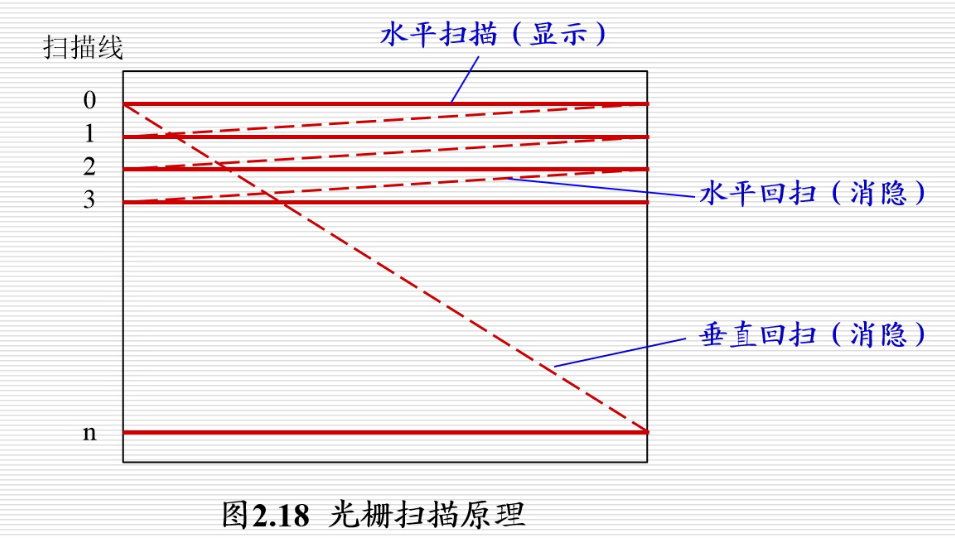 水平扫描（显示）
扫描线
0
1
2
3
水平回扫（消隐）
垂直回扫（消隐）
n
图2.18 光栅扫描原理